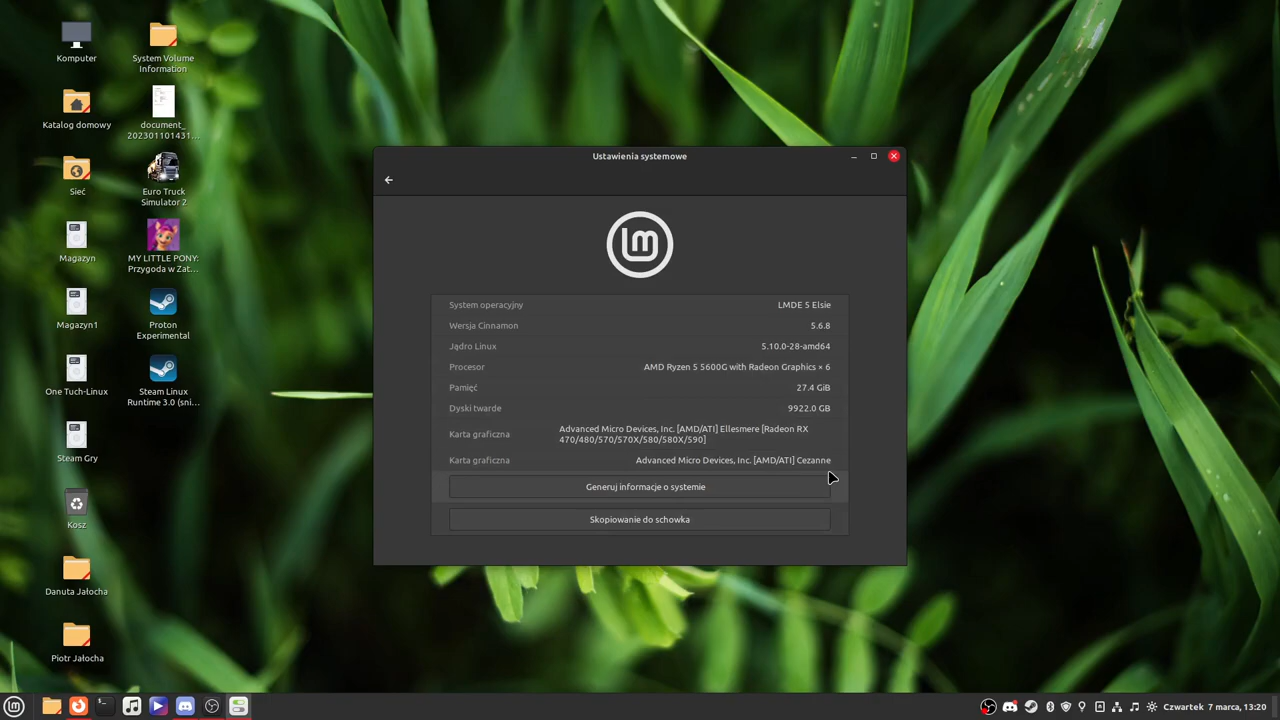 Komputer
System Volume
Information
Katalog domowy
document_
202301101431...
Sieć
Euro Truck
Simulator 2
Magazyn
MY LITTLE PONY:
Przygoda w Zat...
Magazyn1
Proton
Experimental
One Tuch-Linux
Steam Linux
Runtime 3.0 (sni...
Steam Gry
Kosz
Danuta Jałocha
Piotr Jałocha
Ustawienia systemowe
lm
System operacyjny LMDE 5 Elsie
Wersja Cinnamon 5.6.8
Jądro Linux 5.10.0-28-amd64
Procesor AMD Ryzen 5 5600G with Radeon Graphics × 6
Pamięć 27.4 GiB
Dyski twarde 9922.0 GB
Karta graficzna Advanced Micro Devices, Inc. [AMD/ATI] Ellesmere [Radeon RX
470/480/570/570X/580/580X/590]
Karta graficzna Advanced Micro Devices, Inc. [AMD/ATI] Cezanne
Generuj informacje o systemie
Skopiowanie do schowka
Czwartek 7 marca, 13:20